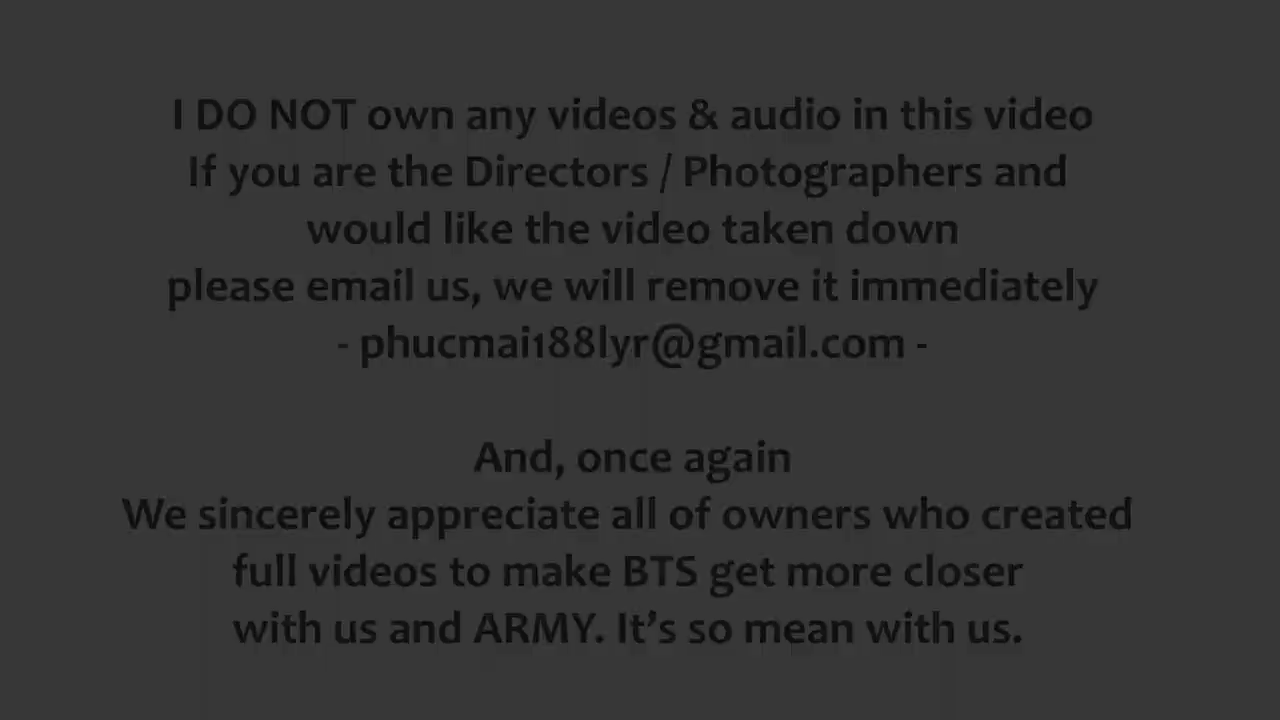 I DO NOT own any videos & audio in this video
If you are the Directors / Photographers and
would like the video taken down
please email us, we will remove it immediately
- phucmai188lyr@gmail.com -
And, once again
We sincerely appreciate all of owners who created
full videos to make BTS get more closer
with us and ARMY. It’s so mean with us.